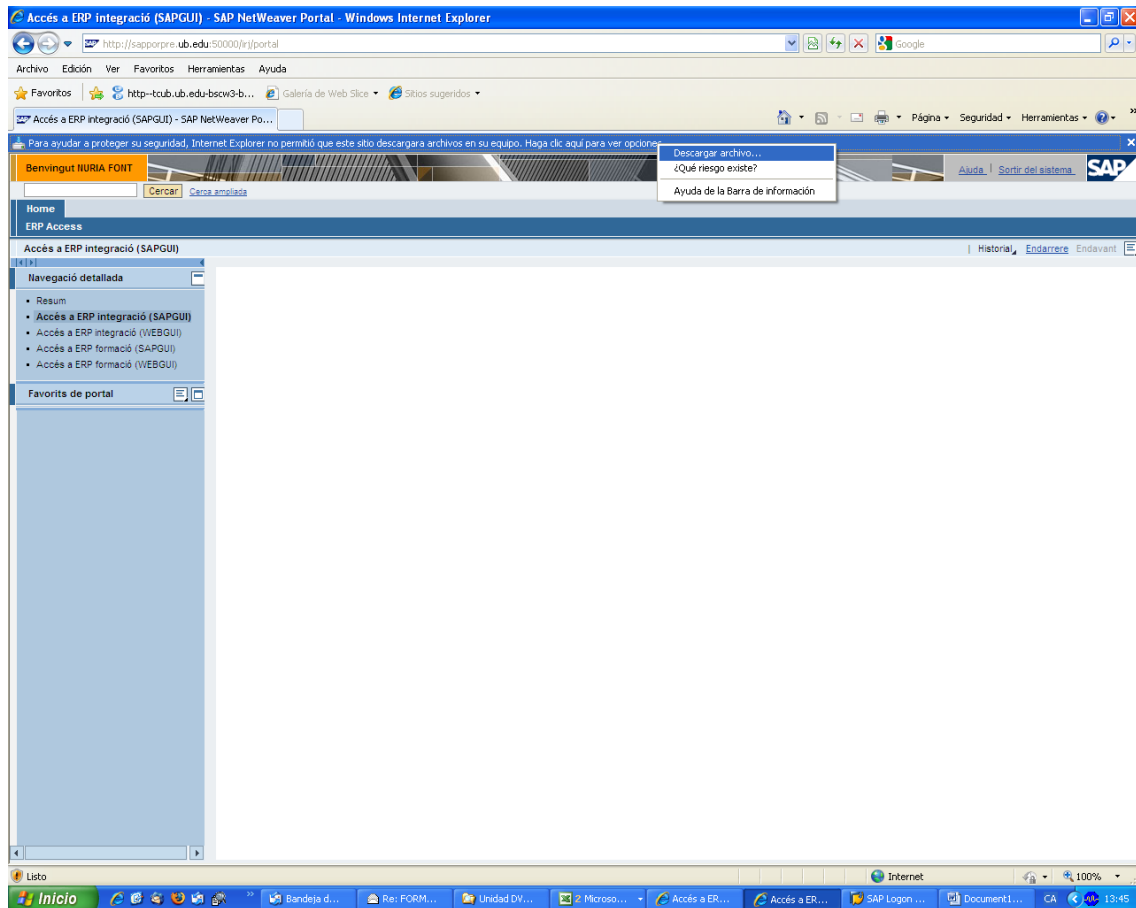 Accés a ERP integració (SAPGUI) - SAP NetWeaver Portal - Windows Internet Explorer
http://sapporpre.ub.edu:50000/irj/portal
Google
Archivo Edición Ver Favoritos Herramientas Ayuda
Favoritos http--tcub.ub.edu-bscw3-b... Galería de Web Slice Sitios sugeridos
Accés a ERP integració (SAPGUI) - SAP NetWeaver Po... Página Seguridad Herramientas »
Para ayudar a proteger su seguridad, Internet Explorer no permitió que este sitio descargara archivos en su equipo. Haga clic aquí para ver opciones
Descargar archivo...
¿Qué riesgo existe?
Ayuda de la Barra de información
Benvingut NURIA FONT
Ajuda | Sortir del sistema SAP
Cercar Cerca ampliada
Home
ERP Access
Accés a ERP integració (SAPGUI) | Historial Endarrere Endavant
Navegació detallada
• Resum
• Accés a ERP integració (SAPGUI)
• Accés a ERP integració (WEBGUI)
• Accés a ERP formació (SAPGUI)
• Accés a ERP formació (WEBGUI)
Favorits de portal
Listo Internet 100%
Inicio » Bandeja d... Re: FORM... Unidad DV... 2 Microso... Accés a ER... Accés a ER... SAP Logon ... Document1... CA 13:45